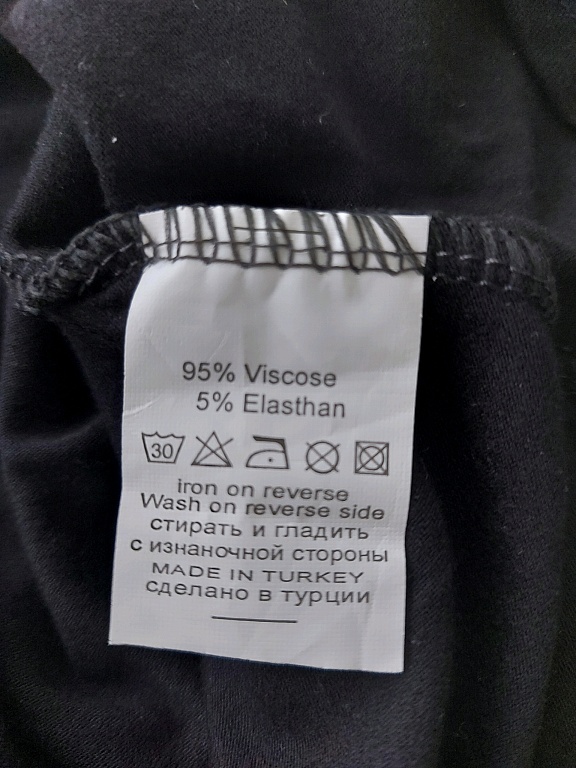 95% Viscose
5% Elasthan
30
iron on reverse
Wash on reverse side
стирать и гладить
с изнаночной стороны
MADE IN TURKEY
сделано в турции